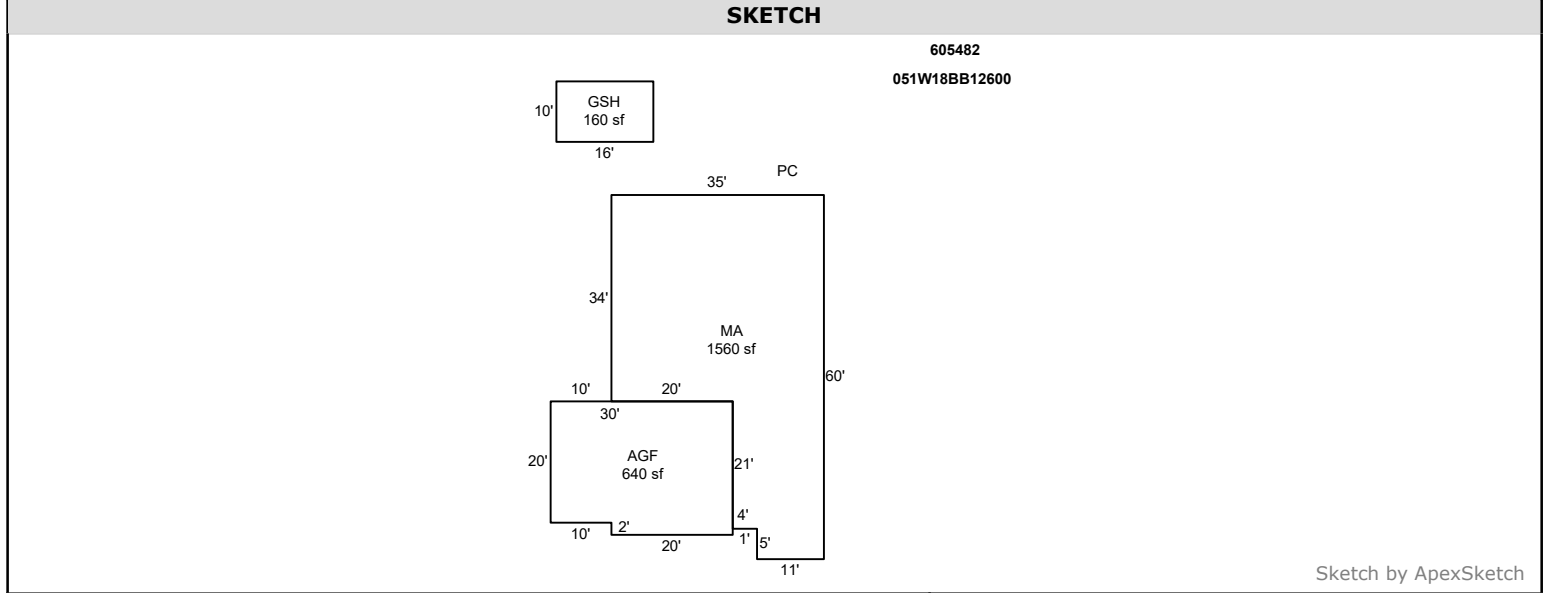 SKETCH
605482
051W18BB12600
GSH
160 sf
10'
16'
PC
35'
34'
MA
1560 sf
60'
10'
20'
30'
AGF
640 sf
20'
21'
4'
10'
2'
20'
1'
5'
11'
Sketch by ApexSketch